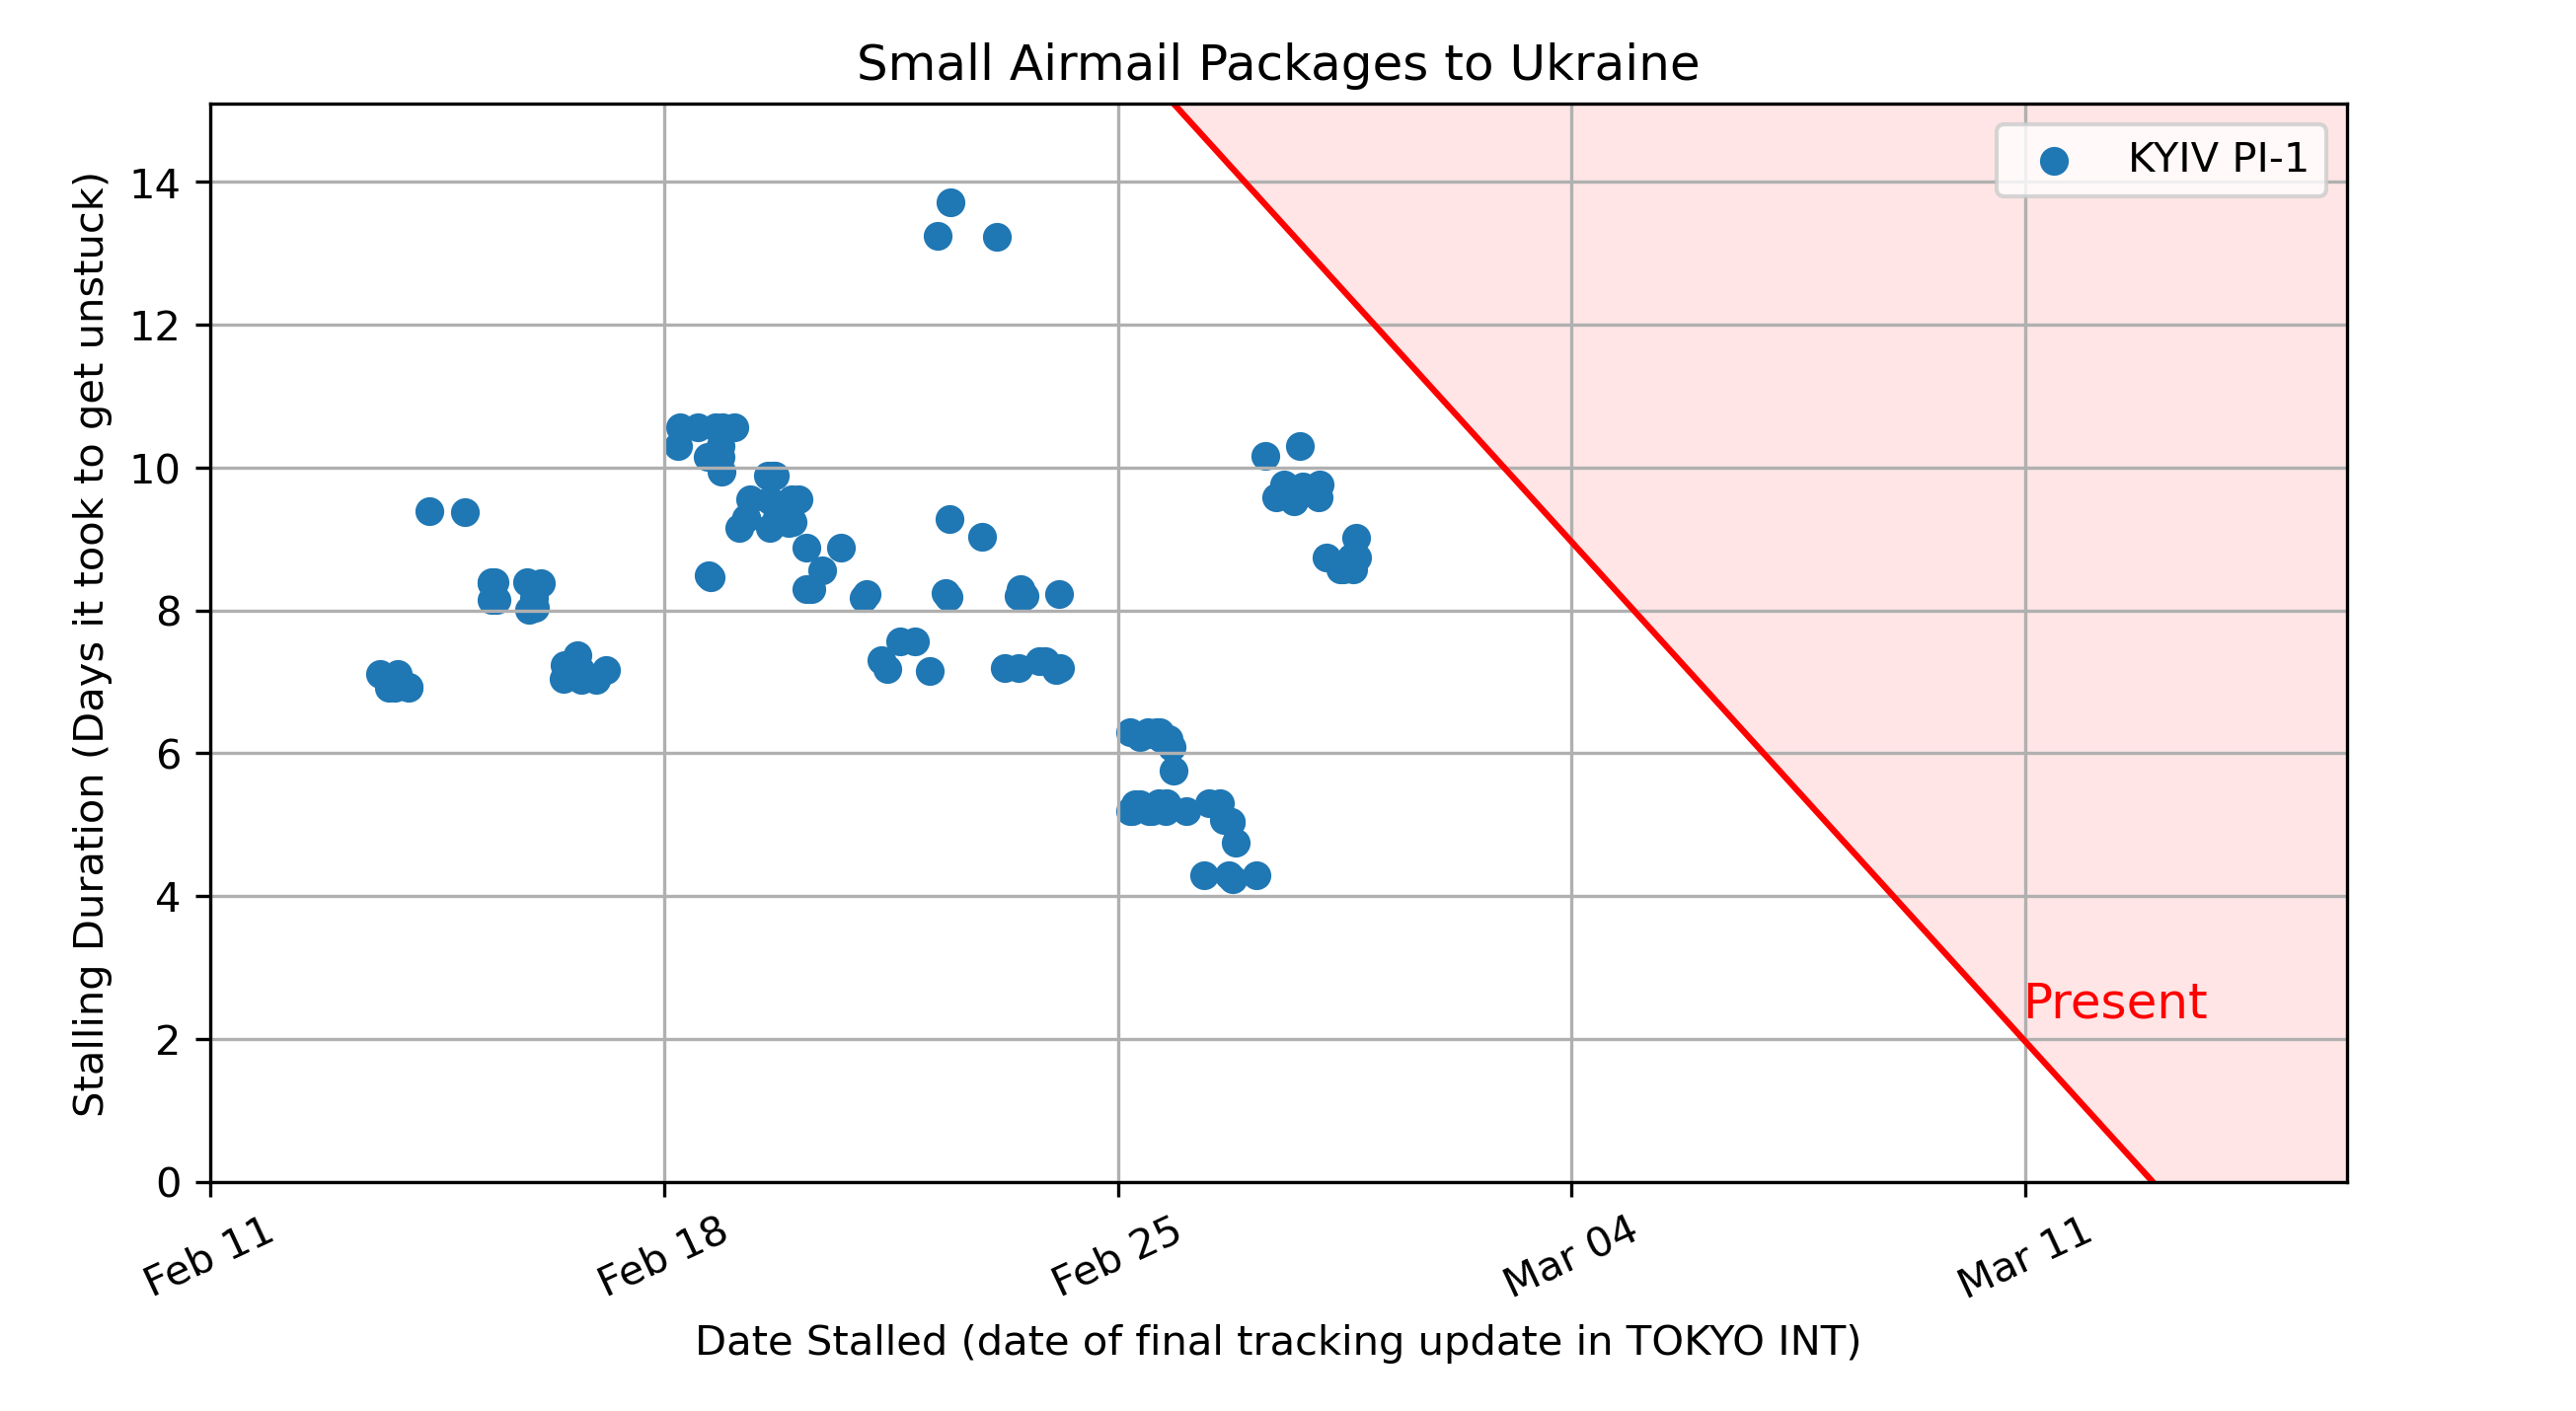 Small Airmail Packages to Ukraine
KYIV PI-1
Stalling Duration (Days it took to get unstuck)
14
12
10
8
6
4
2
0
Present
Feb 11
Feb 18
Feb 25
Mar 04
Mar 11
Date Stalled (date of final tracking update in TOKYO INT)